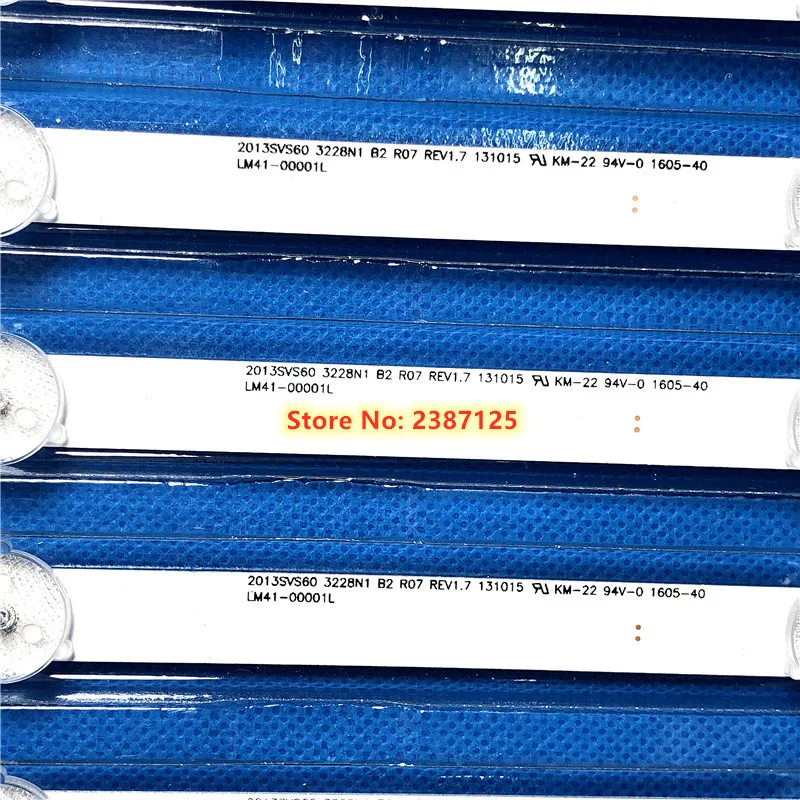 2013SVS60 3228N1 B2 R07 REV1.7 131015 KM-22 94V-0 1605-40
LM41-00001L
2013SVS60 3228N1 B2 R07 REV1.7 131015 KM-22 94V-0 1605-40
LM41-00001L
Store No: 2387125
2013SVS60 3228N1 B2 R07 REV1.7 131015 KM-22 94V-0 1605-40
LM41-00001L